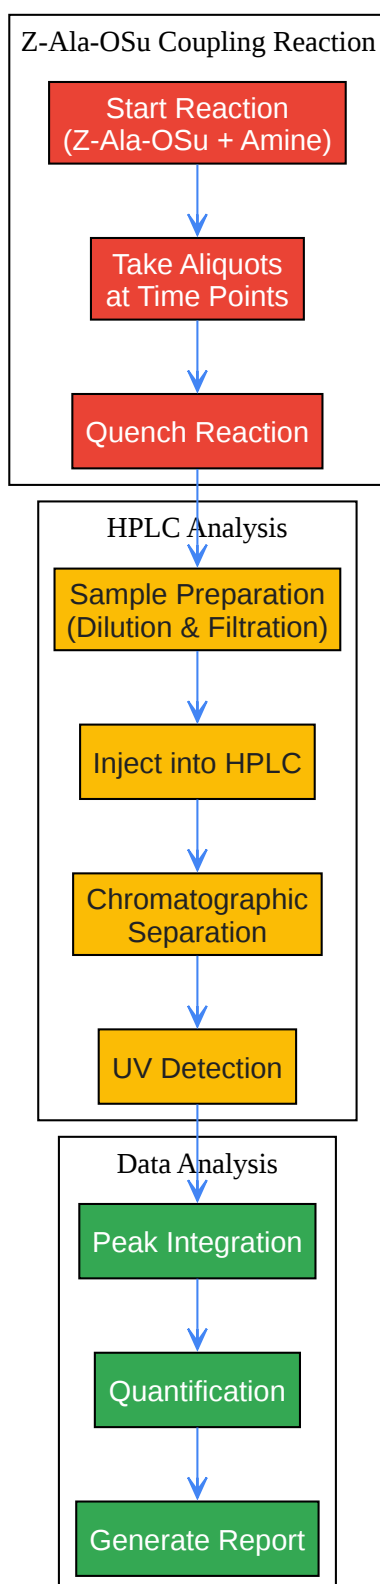 Z-Ala-OSu Coupling Reaction
Start Reaction
(Z-Ala-OSu + Amine)
Take Aliquots
at Time Points
Quench Reaction
HPLC Analysis
Sample Preparation
(Dilution & Filtration)
Inject into HPLC
Chromatographic
Separation
UV Detection
Data Analysis
Peak Integration
Quantification
Generate Report